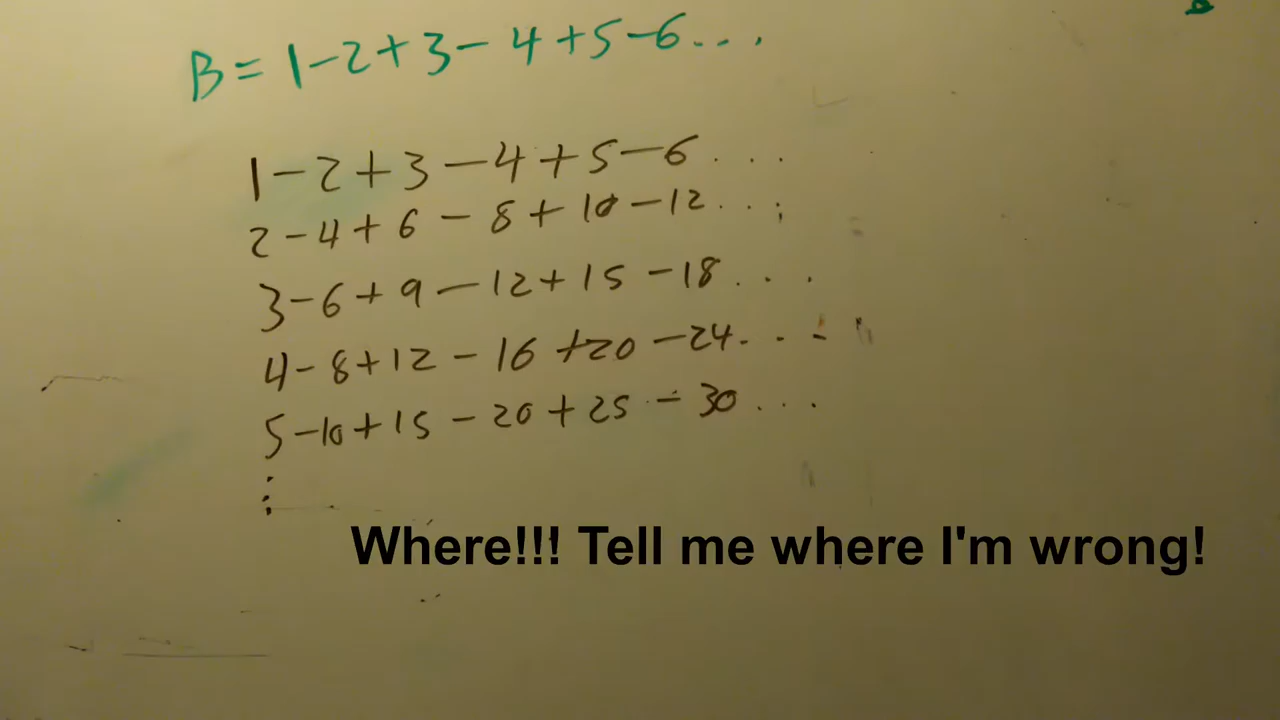 B = 1 - 2 + 3 - 4 + 5 - 6 . . .
1 - 2 + 3 - 4 + 5 - 6 . . .
2 - 4 + 6 - 8 + 10 - 12 . . .
3 - 6 + 9 - 12 + 15 - 18 . . .
4 - 8 + 12 - 16 + 20 - 24 . . .
5 - 10 + 15 - 20 + 25 - 30 . . .
⋮
Where!!! Tell me where I'm wrong!